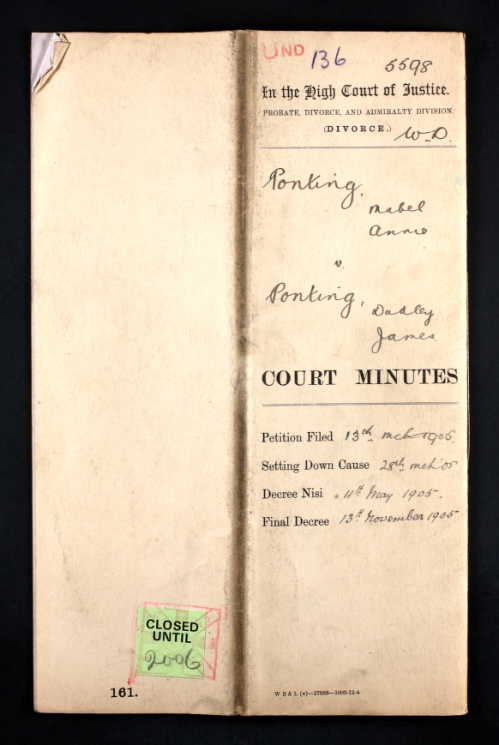 UND 136 5598
In the High Court of Justice.
PROBATE, DIVORCE, AND ADMIRALTY DIVISION.
(DIVORCE.) W.D.
Ponting,
Mabel
Annie
v.
Ponting,
Dudley
James
COURT MINUTES
Petition Filed 13th mch 1905.
Setting Down Cause 28th mch 05
Decree Nisi 4th May 1905.
Final Decree 13th November 1905
CLOSED
UNTIL
2006
161.